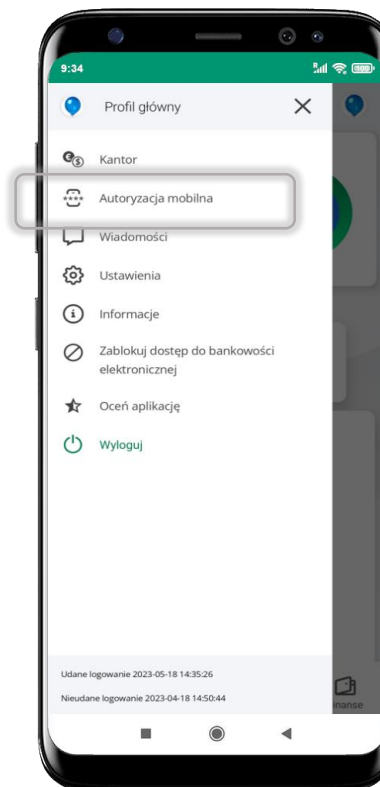 9:34
Profil główny
Kantor
Autoryzacja mobilna
Wiadomości
Ustawienia
Informacje
Zablokuj dostęp do bankowości
elektronicznej
Oceń aplikację
Wyloguj
Udane logowanie 2023-05-18 14:35:26
Nieudane logowanie 2023-04-18 14:50:44